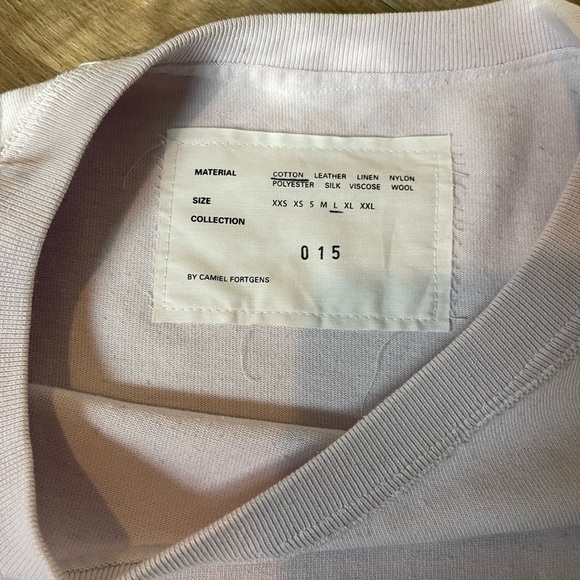 MATERIAL COTTON LEATHER LINEN NYLON
POLYESTER SILK VISCOSE WOOL
SIZE XXS XS S M L XL XXL
COLLECTION
015
BY CAMIEL FORTGENS